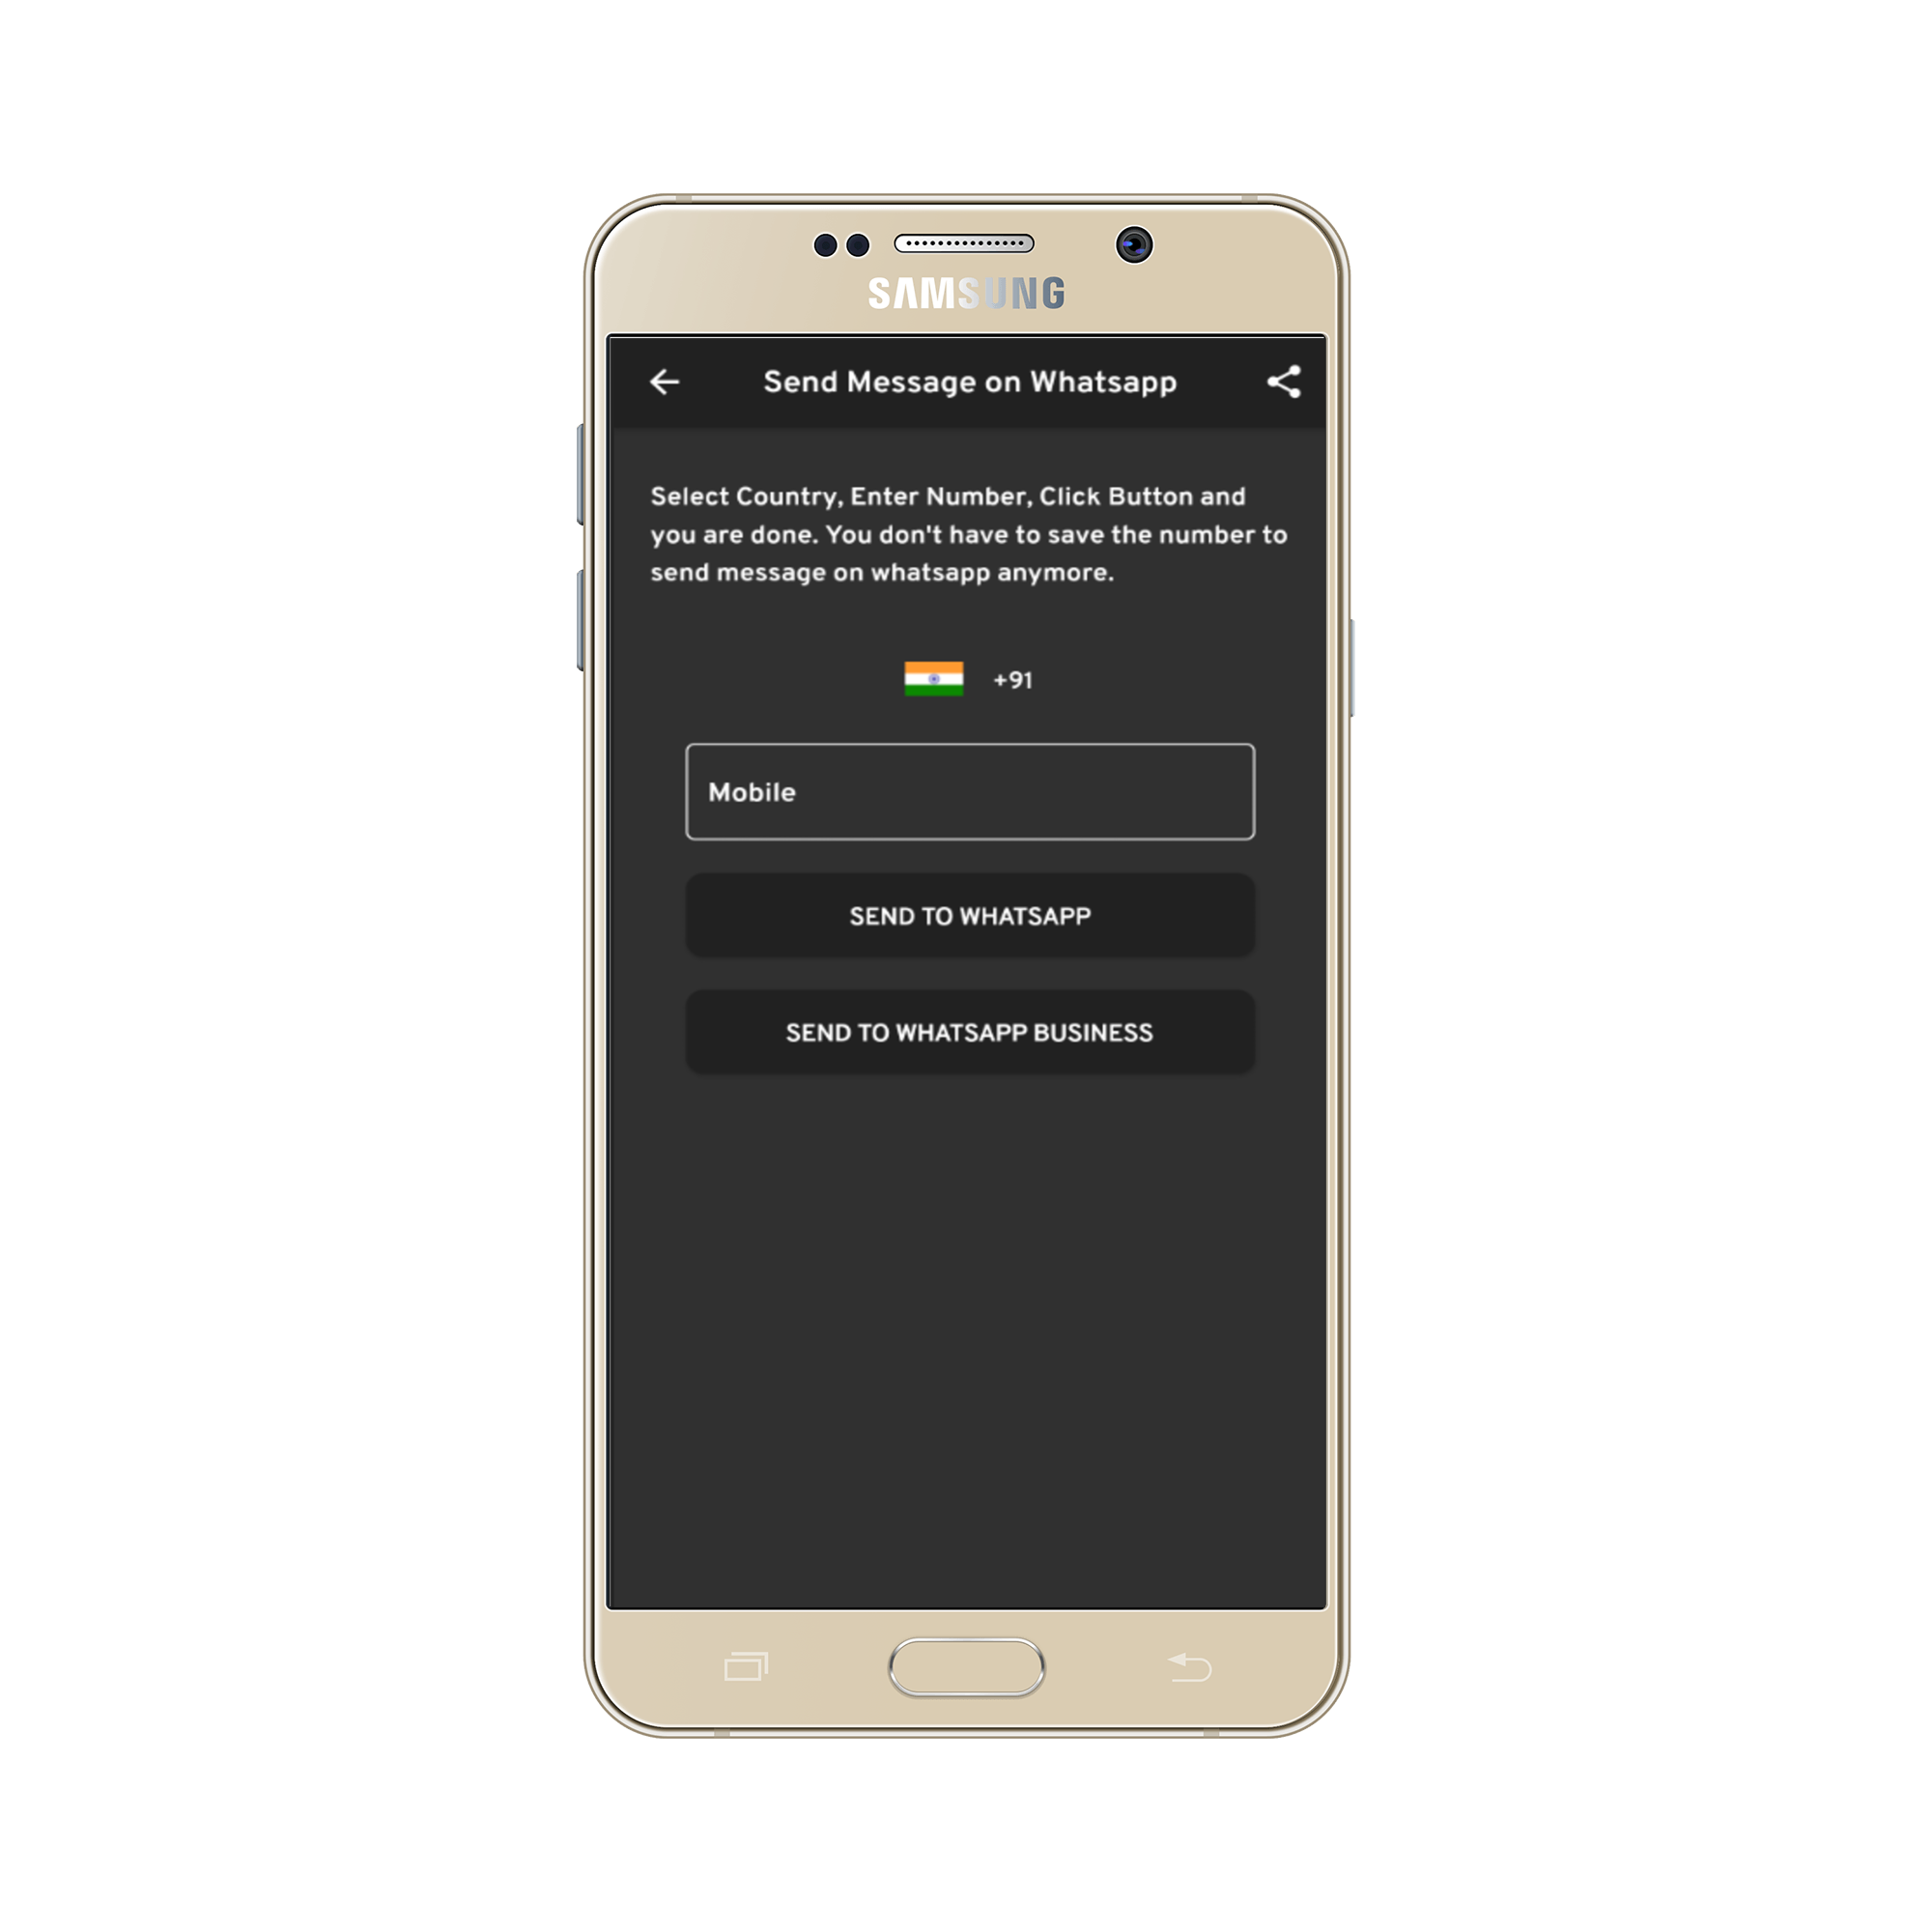 SAMSUNG
Send Message on Whatsapp
Select Country, Enter Number, Click Button and
you are done. You don't have to save the number to
send message on whatsapp anymore.
+91
Mobile
SEND TO WHATSAPP
SEND TO WHATSAPP BUSINESS